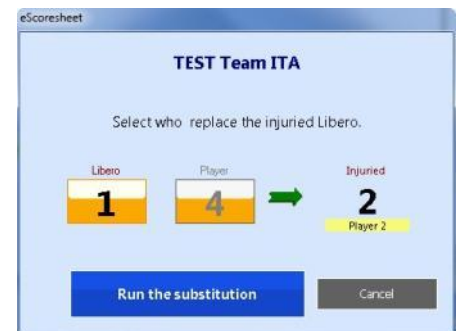 eScoresheet
TEST Team ITA
Select who replace the injuried Libero.
Libero Player Injuried
1 4 2
Player 2
Run the substitution Cancel